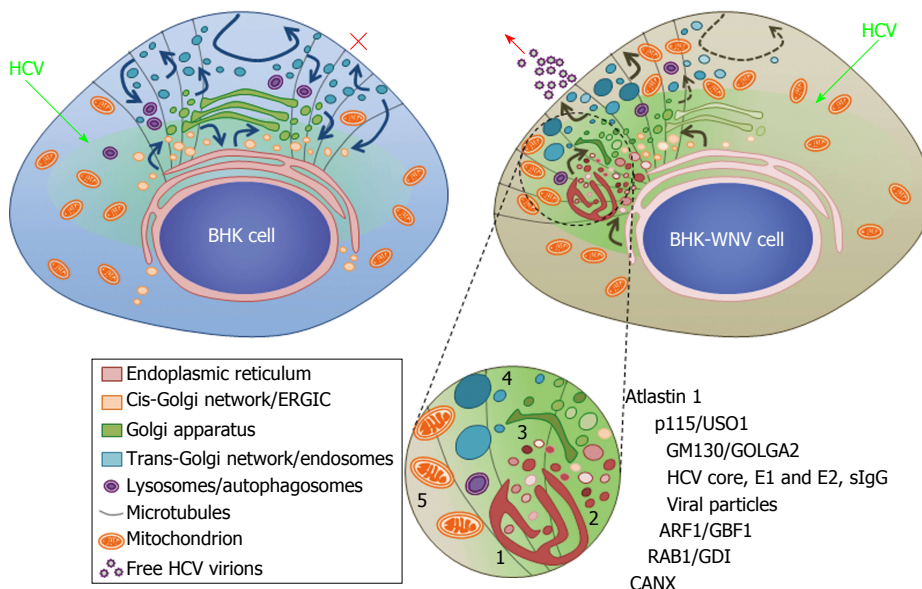 HCV
BHK cell
HCV
BHK-WNV cell
Endoplasmic reticulum
Cis-Golgi network/ERGIC
Golgi apparatus
Trans-Golgi network/endosomes
Lysosomes/autophagosomes
Microtubules
Mitochondrion
Free HCV virions
4
3
5
2
1
Atlastin 1
p115/USO1
GM130/GOLGA2
HCV core, E1 and E2, sIgG
Viral particles
ARF1/GBF1
RAB1/GDI
CANX